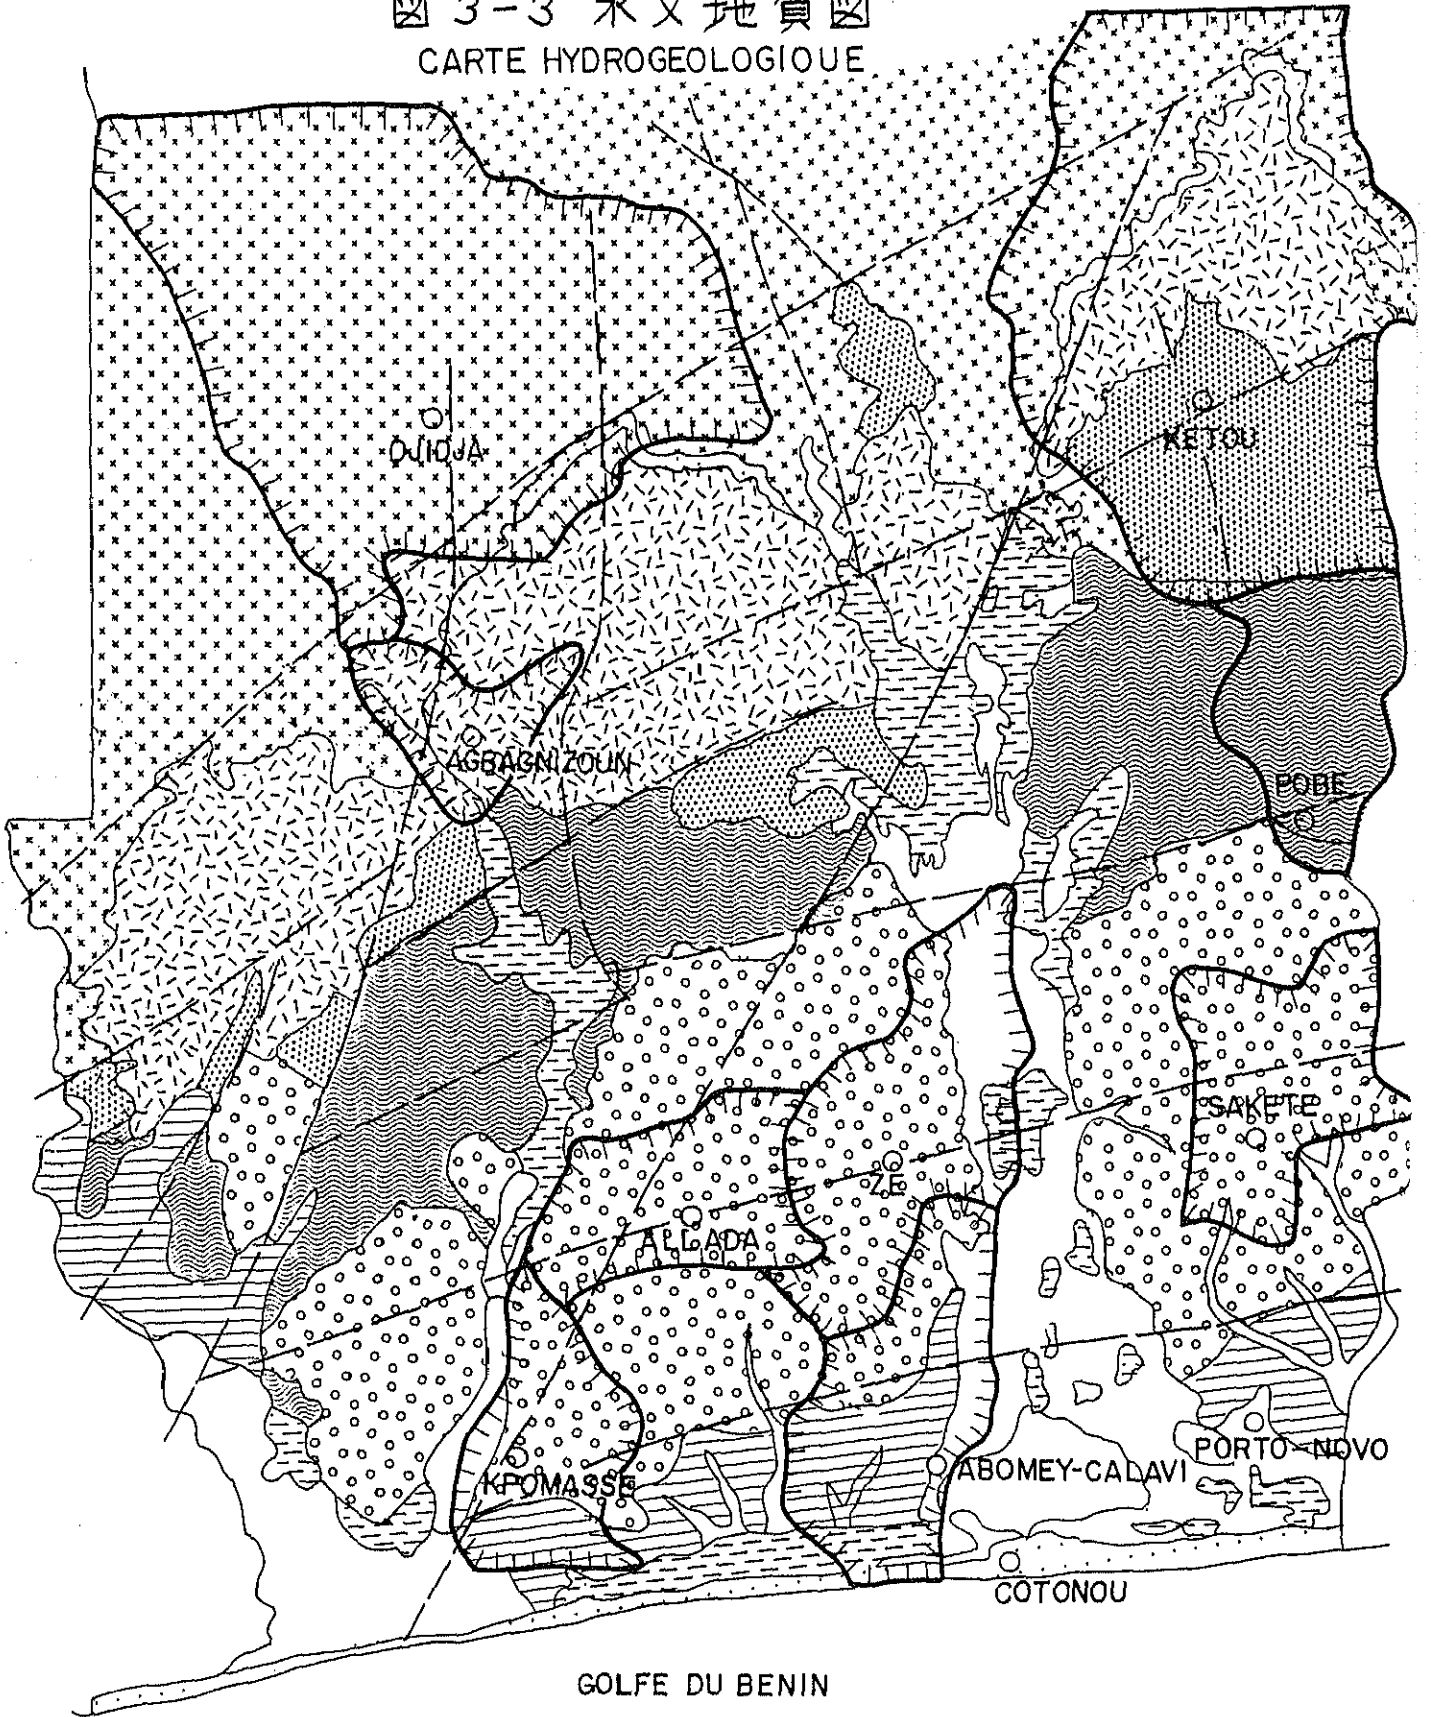 図 3-3 水文地質図
CARTE HYDROGEOLOGIQUE
DJIDJA
KETOU
AGBAGNIZOUN
POBE
SAKETE
ZE
ALLADA
KPOMASSE
ABOMEY-CALAVI
PORTO-NOVO
COTONOU
GOLFE DU BENIN